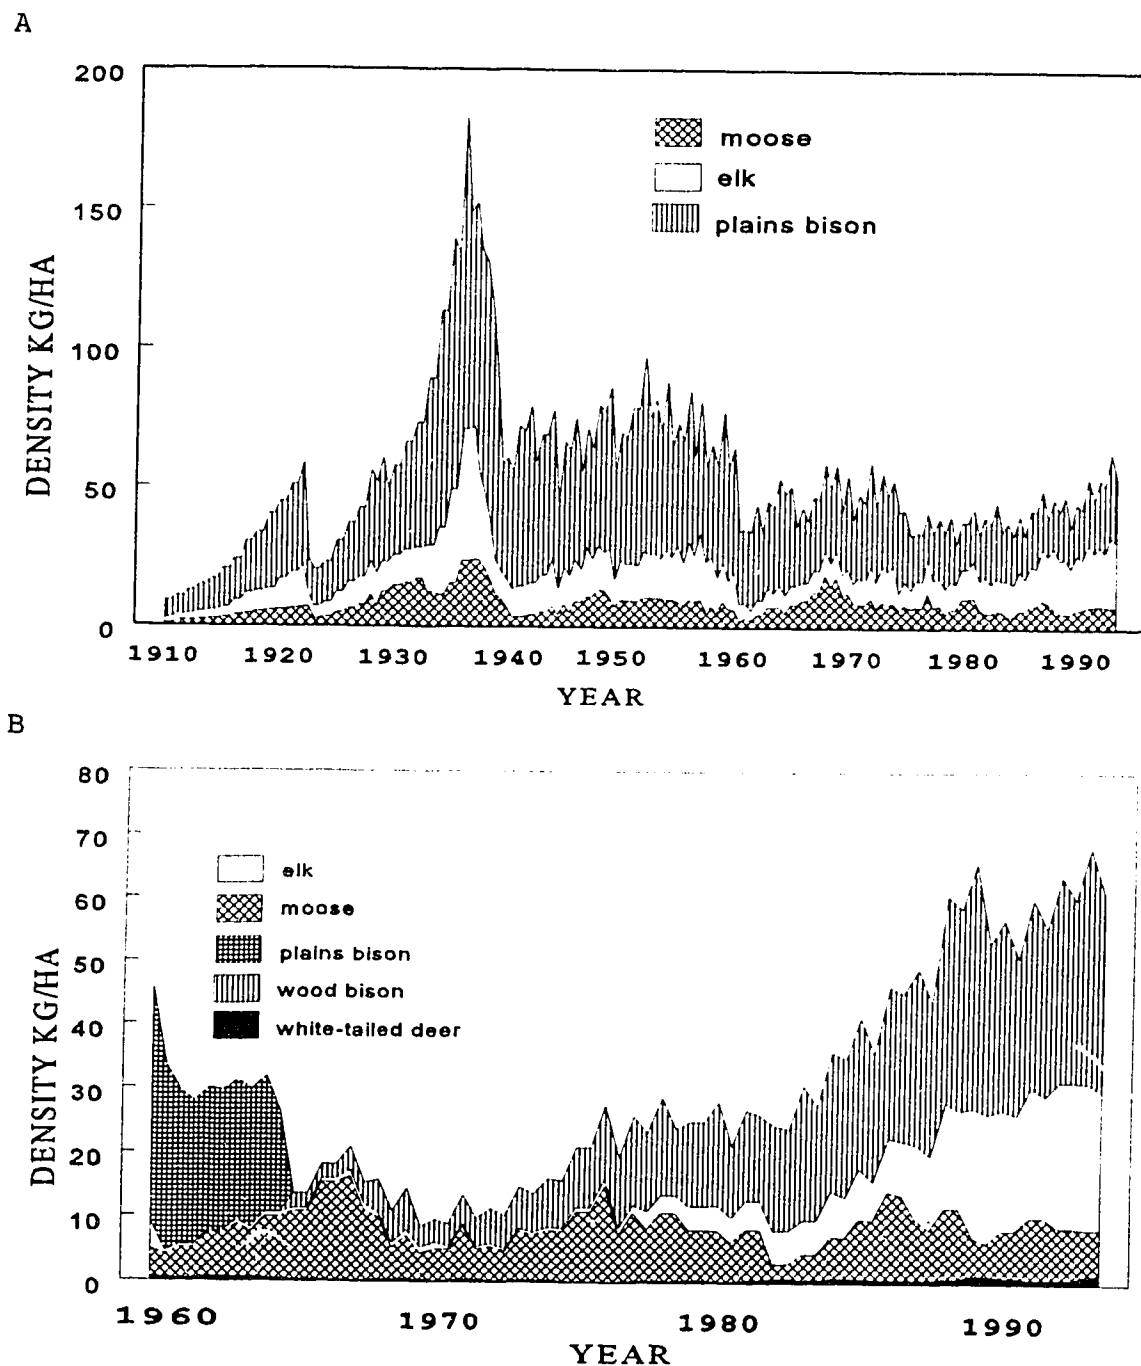 A
200
150
100
50
0
DENSITY KG/HA
moose
elk
plains bison
1910 1920 1930 1940 1950 1960 1970 1980 1990
YEAR
B
80
70
60
50
40
30
20
10
0
DENSITY KG/HA
elk
moose
plains bison
wood bison
white-tailed deer
1960 1970 1980 1990
YEAR